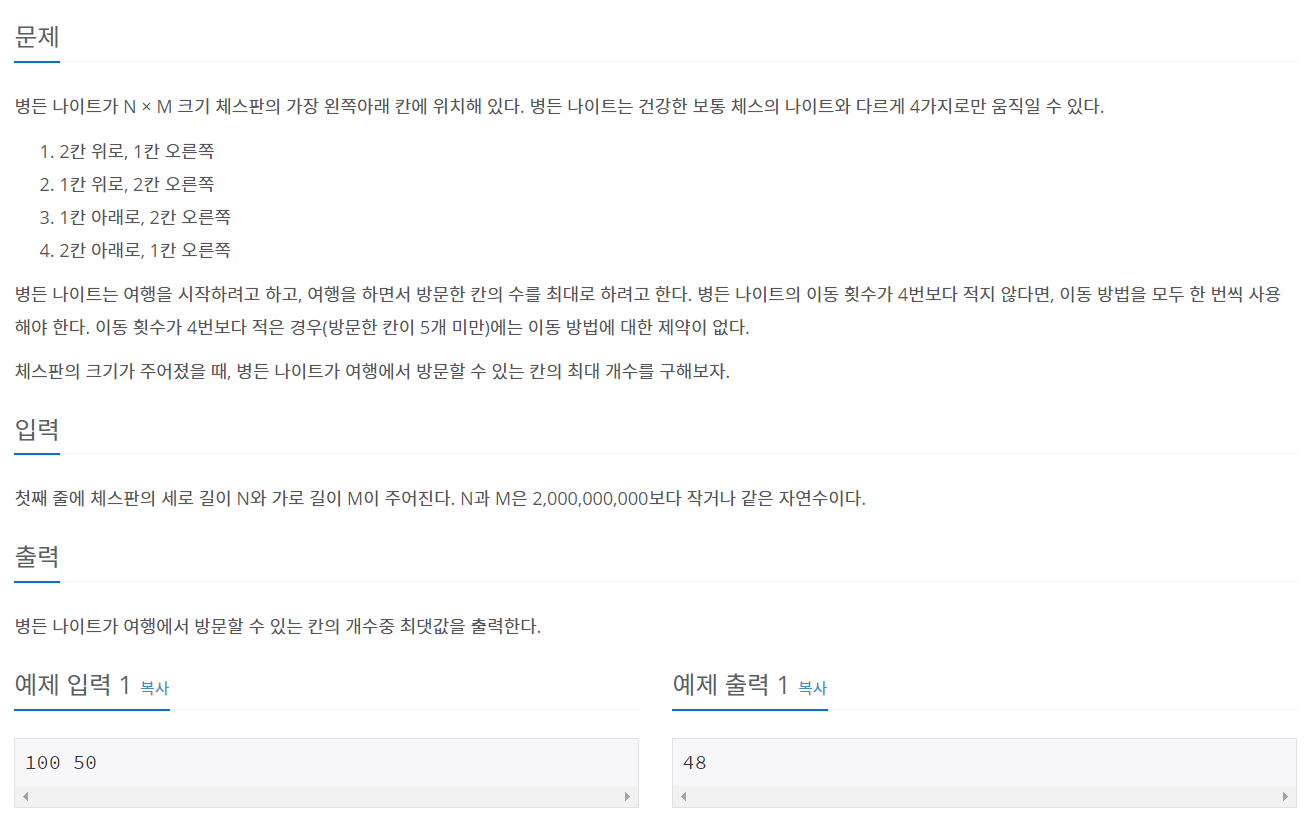 문제
병든 나이트가 N × M 크기 체스판의 가장 왼쪽아래 칸에 위치해 있다. 병든 나이트는 건강한 보통 체스의 나이트와 다르게 4가지로만 움직일 수 있다.
1. 2칸 위로, 1칸 오른쪽
2. 1칸 위로, 2칸 오른쪽
3. 1칸 아래로, 2칸 오른쪽
4. 2칸 아래로, 1칸 오른쪽
병든 나이트는 여행을 시작하려고 하고, 여행을 하면서 방문한 칸의 수를 최대로 하려고 한다. 병든 나이트의 이동 횟수가 4번보다 적지 않다면, 이동 방법을 모두 한 번씩 사용
해야 한다. 이동 횟수가 4번보다 적은 경우(방문한 칸이 5개 미만)에는 이동 방법에 대한 제약이 없다.
체스판의 크기가 주어졌을 때, 병든 나이트가 여행에서 방문할 수 있는 칸의 최대 개수를 구해보자.
입력
첫째 줄에 체스판의 세로 길이 N와 가로 길이 M이 주어진다. N과 M은 2,000,000,000보다 작거나 같은 자연수이다.
출력
병든 나이트가 여행에서 방문할 수 있는 칸의 개수중 최댓값을 출력한다.
예제 입력 1 복사
100 50
예제 출력 1 복사
48